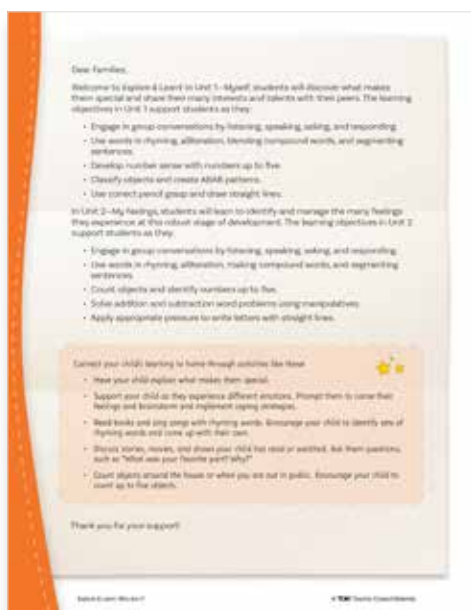 Dear Families,
Welcome to Explore & Learn! In Unit 1—Myself, students will discover what makes
them special and share their many interests and talents with their peers. The learning
objectives in Unit 1 support students as they:
• Engage in group conversations by listening, speaking, asking, and responding.
• Use words in rhyming, alliteration, blending compound words, and segmenting
sentences.
• Develop number sense with numbers up to five.
• Classify objects and create ABAB patterns.
• Use correct pencil grasp and draw straight lines.
In Unit 2—My Feelings, students will learn to identify and manage the many feelings
they experience at this robust stage of development. The learning objectives in Unit 2
support students as they:
• Engage in group conversations by listening, speaking, asking, and responding.
• Use words in rhyming, alliteration, making compound words, and segmenting
sentences.
• Count objects and identify numbers up to five.
• Solve addition and subtraction word problems using manipulatives.
• Apply appropriate pressure to write letters with straight lines.
Connect your child's learning to home through activities like these:
• Have your child explain what makes them special.
• Support your child as they experience different emotions. Prompt them to name their
feelings and brainstorm and implement coping strategies.
• Read books and sing songs with rhyming words. Encourage your child to identify sets of
rhyming words and come up with their own.
• Discuss stories, movies, and shows your child has read or watched. Ask them questions,
such as "What was your favorite part? Why?"
• Count objects around the house or when you are out in public. Encourage your child to
count up to five objects.
Thank you for your support!
Explore & Learn: Who Am I?
© TCM Teacher Created Materials